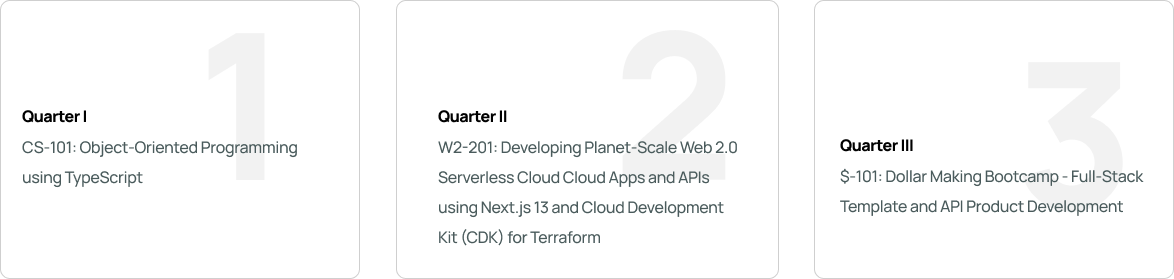 1
Quarter I
CS-101: Object-Oriented Programming
using TypeScript
2
Quarter II
W2-201: Developing Planet-Scale Web 2.0
Serverless Cloud Cloud Apps and APIs
using Next.js 13 and Cloud Development
Kit (CDK) for Terraform
3
Quarter III
$-101: Dollar Making Bootcamp - Full-Stack
Template and API Product Development